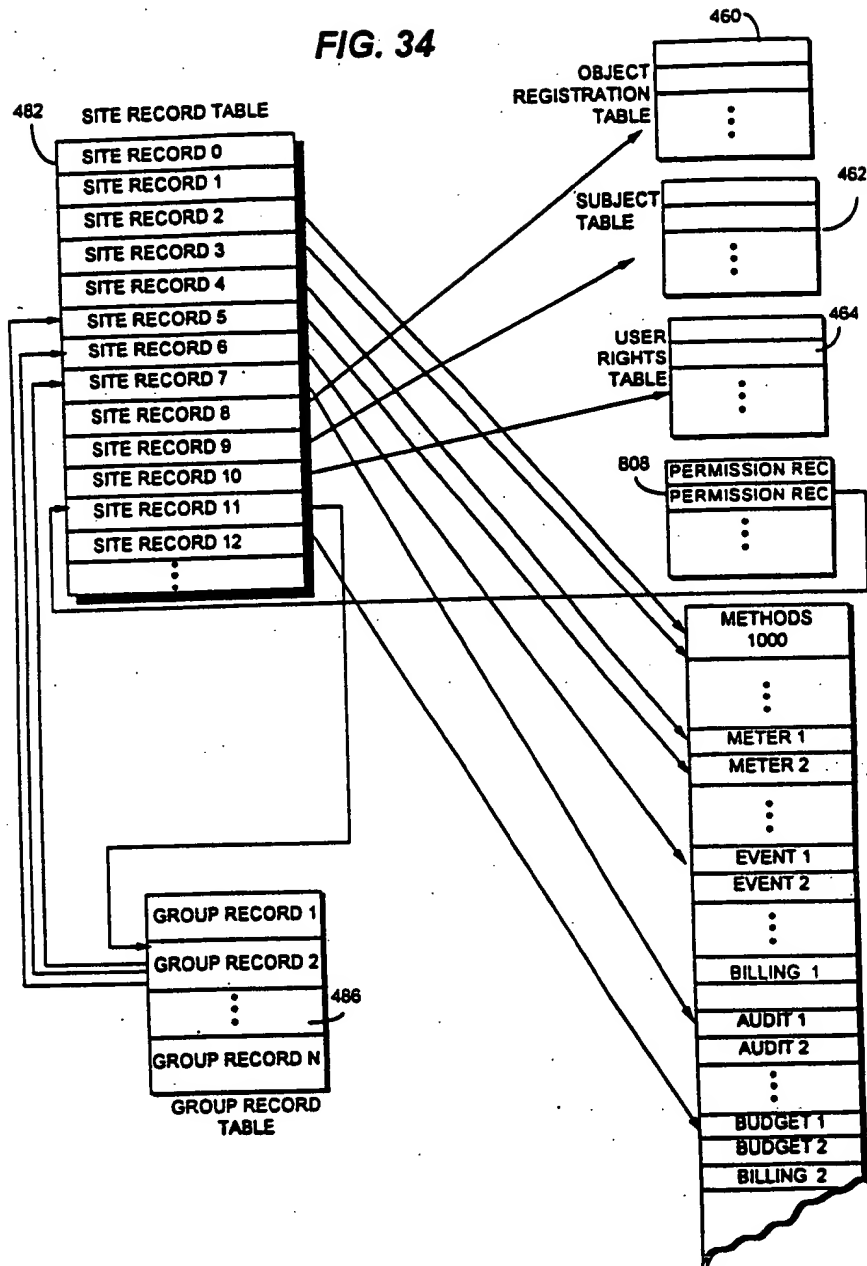 FIG. 34
460
OBJECT
REGISTRATION
TABLE
482
SITE RECORD TABLE
SITE RECORD 0
SITE RECORD 1
SITE RECORD 2
SITE RECORD 3
SITE RECORD 4
SITE RECORD 5
SITE RECORD 6
SITE RECORD 7
SITE RECORD 8
SITE RECORD 9
SITE RECORD 10
SITE RECORD 11
SITE RECORD 12
SUBJECT
TABLE
462
464
USER
RIGHTS
TABLE
808
PERMISSION REC
PERMISSION REC
METHODS
1000
METER 1
METER 2
EVENT 1
EVENT 2
BILLING 1
AUDIT 1
AUDIT 2
BUDGET 1
BUDGET 2
BILLING 2
GROUP RECORD 1
GROUP RECORD 2
486
GROUP RECORD N
GROUP RECORD
TABLE